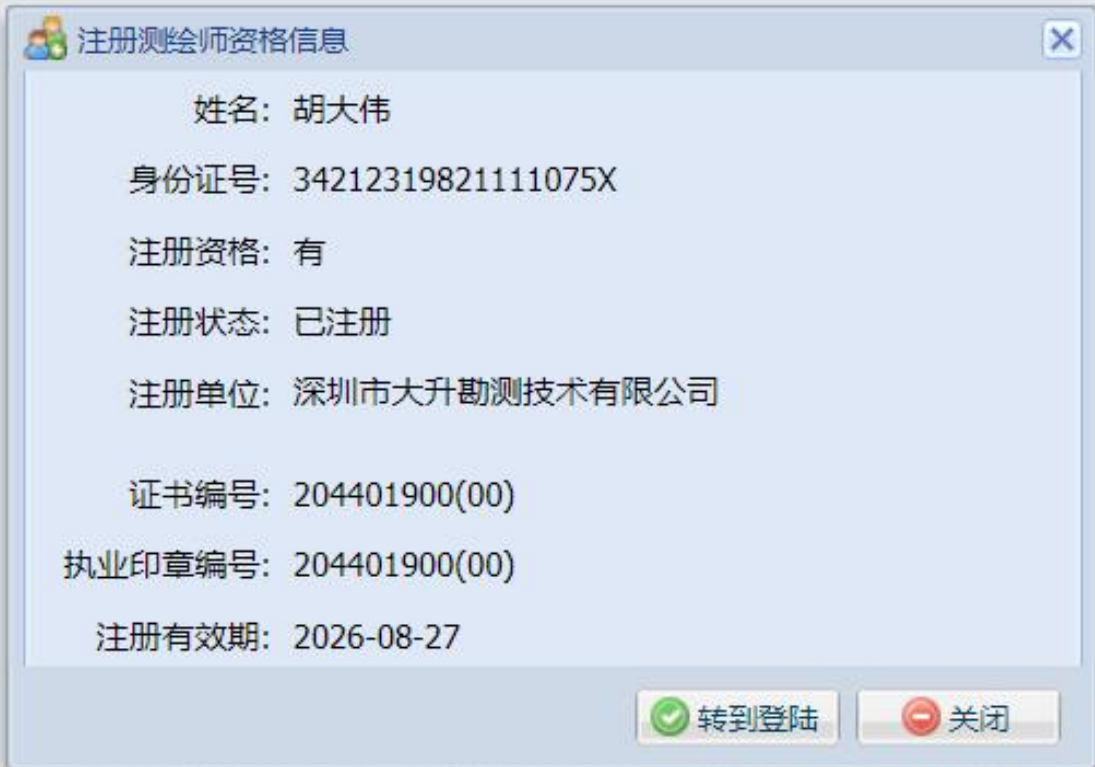 注册测绘师资格信息
姓名: 胡大伟
身份证号: 34212319821111075X
注册资格: 有
注册状态: 已注册
注册单位: 深圳市大升勘测技术有限公司
证书编号: 204401900(00)
执业印章编号: 204401900(00)
注册有效期: 2026-08-27
转到登陆 关闭